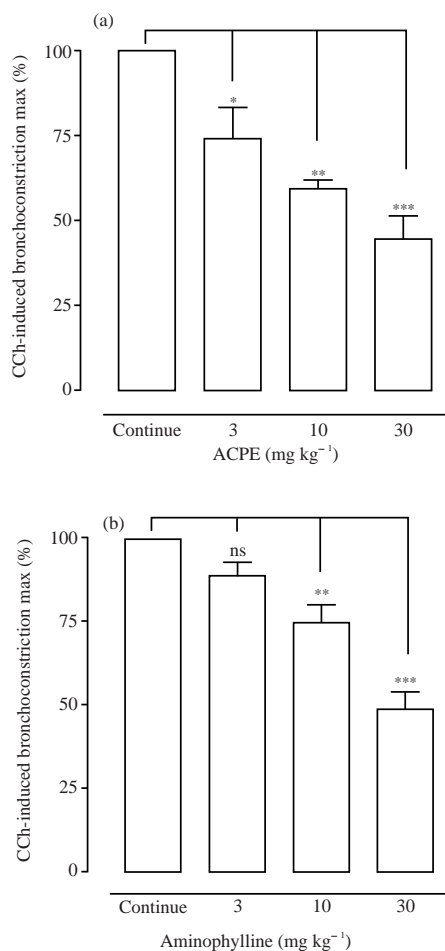 (a)
CCh-induced bronchoconstriction max (%)
100
75
50
25
0
*
**
***
Continue 3 10 30
ACPE (mg kg⁻¹)
(b)
CCh-induced bronchoconstriction max (%)
100
75
50
25
0
ns
**
***
Continue 3 10 30
Aminophylline (mg kg⁻¹)